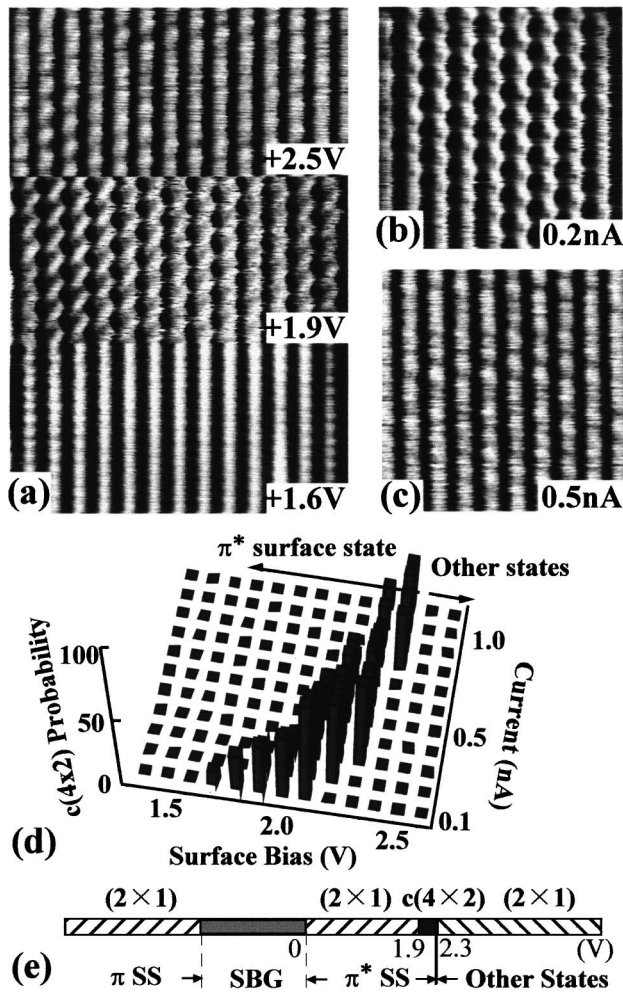 +2.5V
+1.9V
+1.6V
(a)
(b)
0.2nA
(c)
0.5nA
π* surface state
Other states
100
50
0
c(4x2) Probability
1.5
2.0
2.5
Surface Bias (V)
0.1
0.5
1.0
Current (nA)
(d)
(2×1)
(2×1) c(4×2) (2×1)
0
1.9
2.3
(V)
(e)
π SS
SBG
π* SS
Other States